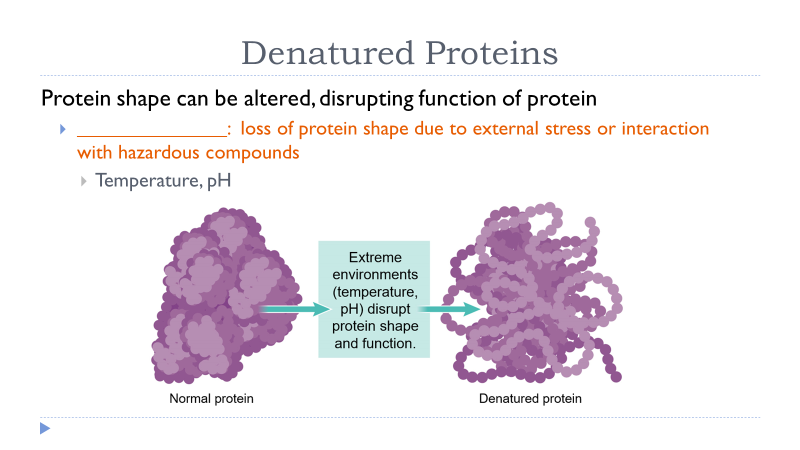 Denatured Proteins
Protein shape can be altered, disrupting function of protein
_______________: loss of protein shape due to external stress or interaction
with hazardous compounds
Temperature, pH
Extreme
environments
(temperature,
pH) disrupt
protein shape
and function.
Normal protein
Denatured protein